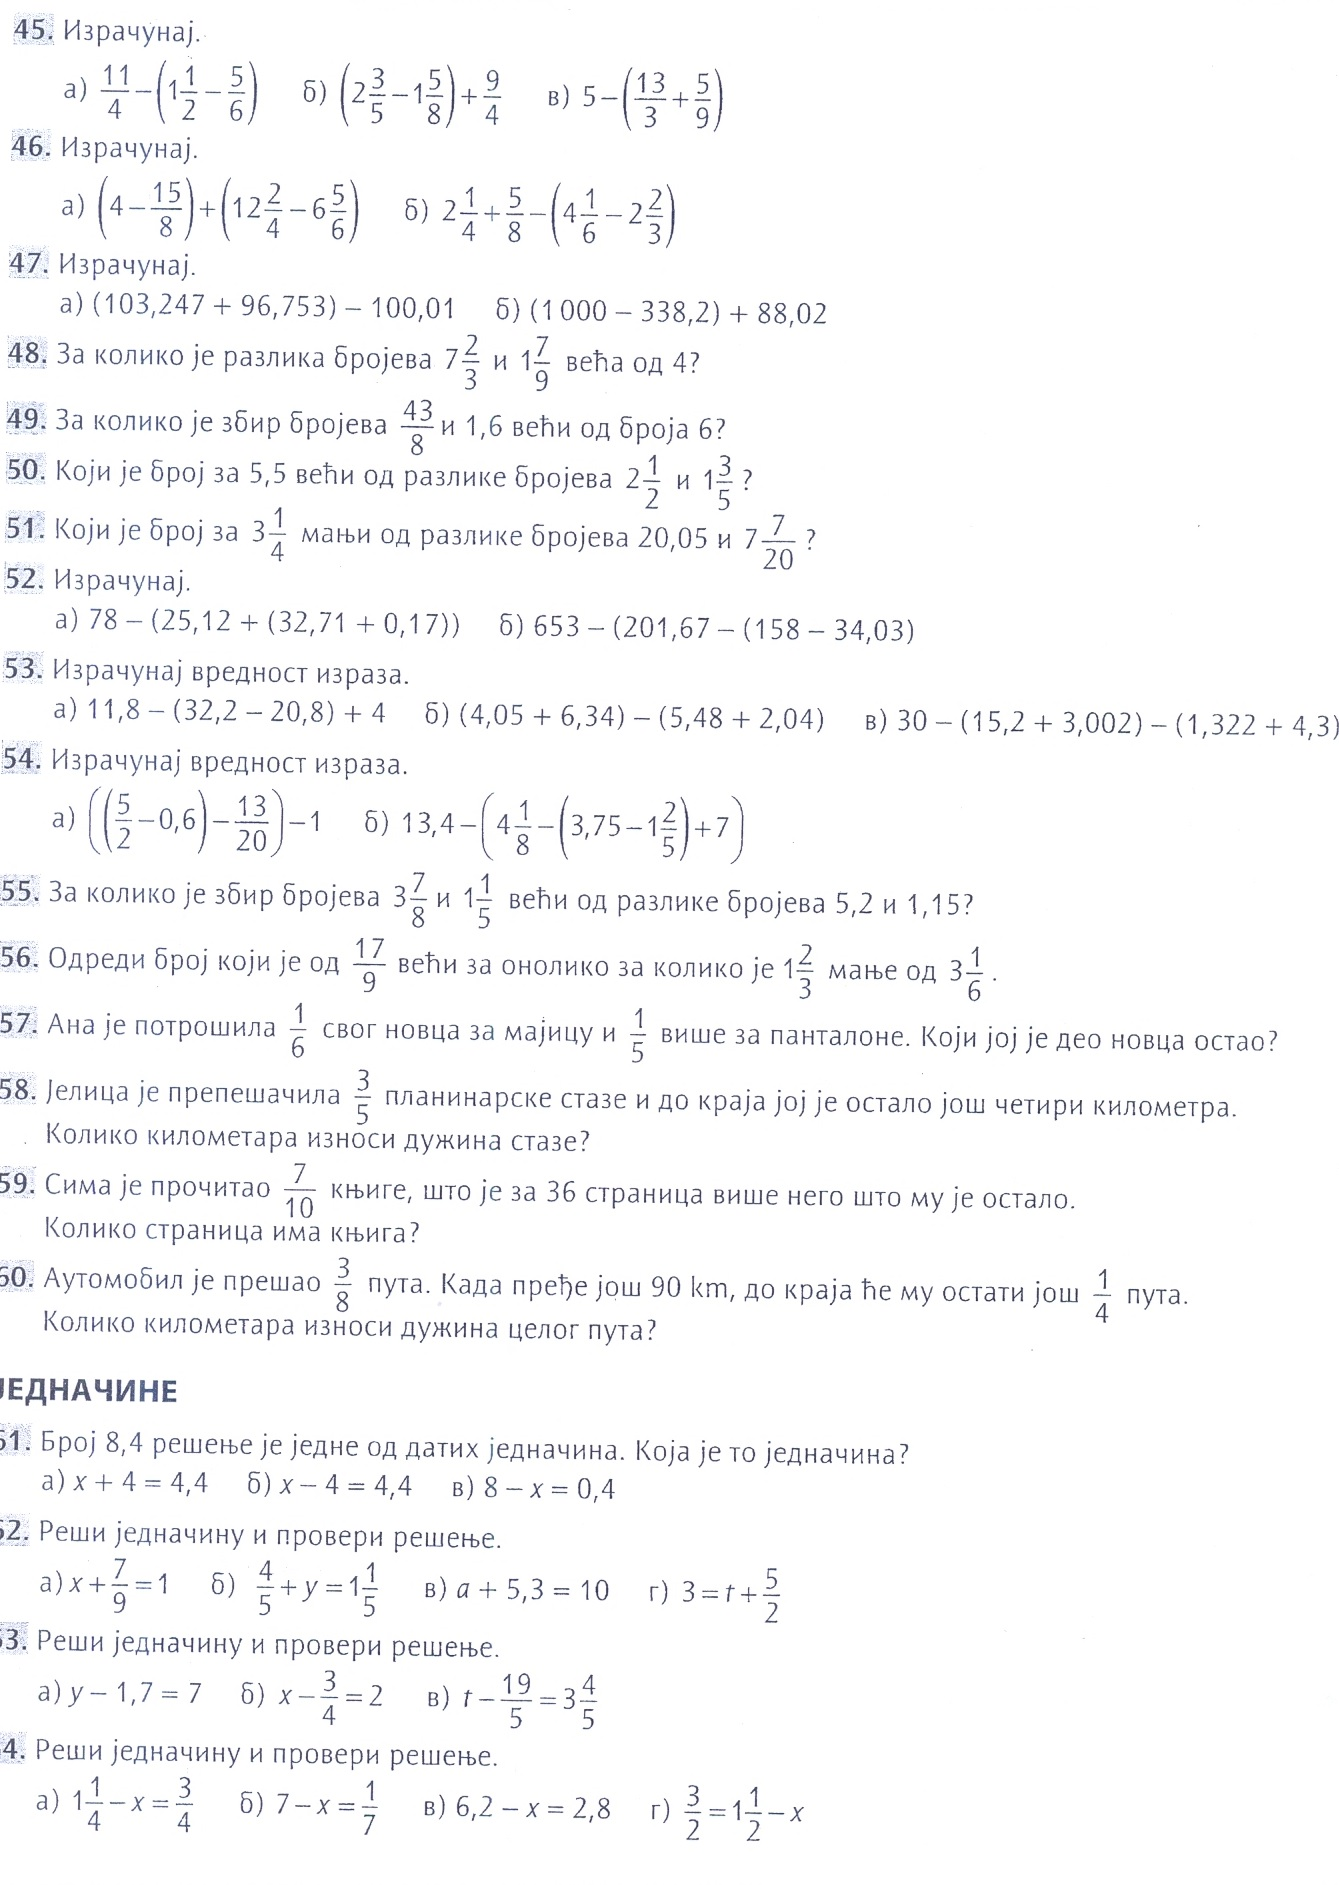 45. Израчунај.
а) 11/4 − (1 1/2 − 5/6) б) (2 3/5 − 1 5/8) + 9/4 в) 5 − (13/3 + 5/9)
46. Израчунај.
а) (4 − 15/8) + (12 2/4 − 6 5/6) б) 2 1/4 + 5/8 − (4 1/6 − 2 2/3)
47. Израчунај.
а) (103,247 + 96,753) − 100,01 б) (1 000 − 338,2) + 88,02
48. За колико је разлика бројева 7 2/3 и 1 7/9 већа од 4?
49. За колико је збир бројева 43/8 и 1,6 већи од броја 6?
50. Који је број за 5,5 већи од разлике бројева 2 1/2 и 1 3/5 ?
51. Који је број за 3 1/4 мањи од разлике бројева 20,05 и 7 7/20 ?
52. Израчунај.
а) 78 − (25,12 + (32,71 + 0,17)) б) 653 − (201,67 − (158 − 34,03)
53. Израчунај вредност израза.
а) 11,8 − (32,2 − 20,8) + 4 б) (4,05 + 6,34) − (5,48 + 2,04) в) 30 − (15,2 + 3,002) − (1,322 + 4,3)
54. Израчунај вредност израза.
а) ((5/2 − 0,6) − 13/20) − 1 б) 13,4 − (4 1/8 − (3,75 − 1 2/5) + 7)
55. За колико је збир бројева 3 7/8 и 1 1/5 већи од разлике бројева 5,2 и 1,15?
56. Одреди број који је од 17/9 већи за онолико за колико је 1 2/3 мање од 3 1/6 .
57. Ана је потрошила 1/6 свог новца за мајицу и 1/5 више за панталоне. Који јој је део новца остао?
58. Јелица је препешачила 3/5 планинарске стазе и до краја јој је остало још четири километра.
Колико километара износи дужина стазе?
59. Сима је прочитао 7/10 књиге, што је за 36 страница више него што му је остало.
Колико страница има књига?
60. Аутомобил је прешао 3/8 пута. Када пређе још 90 km, до краја ће му остати још 1/4 пута.
Колико километара износи дужина целог пута?
ЈЕДНАЧИНЕ
61. Број 8,4 решење је једне од датих једначина. Која је то једначина?
а) x + 4 = 4,4 б) x − 4 = 4,4 в) 8 − x = 0,4
62. Реши једначину и провери решење.
а) x + 7/9 = 1 б) 4/5 + y = 1 1/5 в) a + 5,3 = 10 г) 3 = t + 5/2
63. Реши једначину и провери решење.
а) y − 1,7 = 7 б) x − 3/4 = 2 в) t − 19/5 = 3 4/5
4. Реши једначину и провери решење.
а) 1 1/4 − x = 3/4 б) 7 − x = 1/7 в) 6,2 − x = 2,8 г) 3/2 = 1 1/2 − x